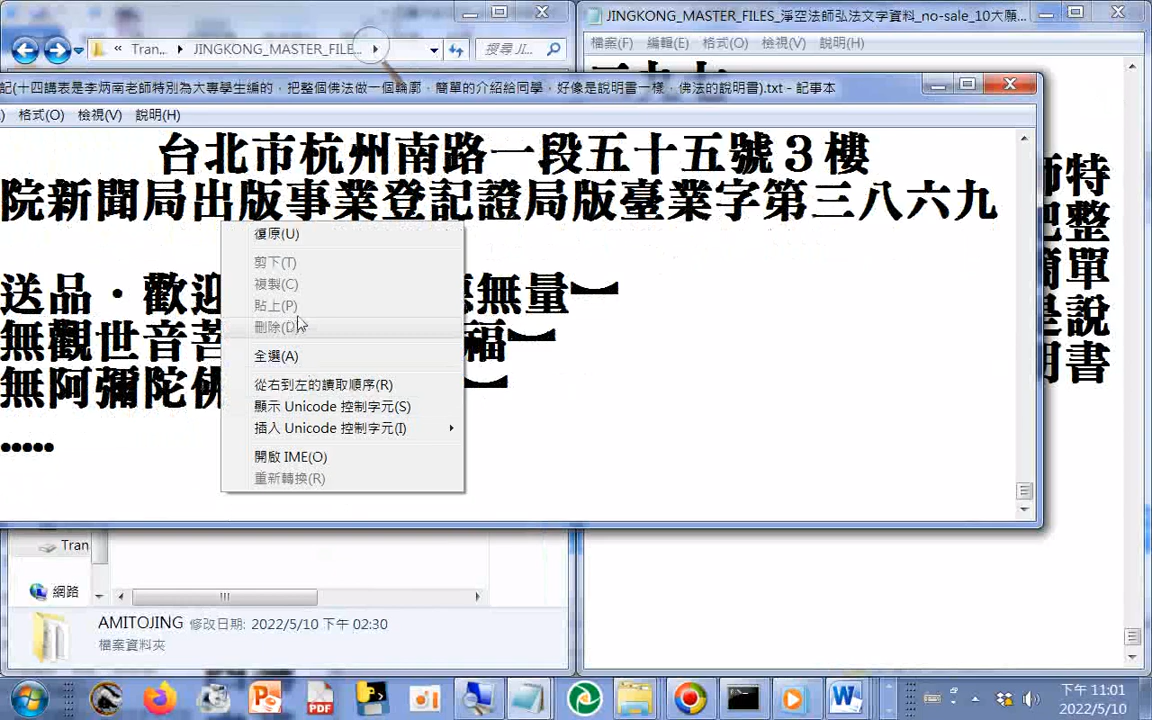 Tran... JINGKONG_MASTER_FILE...
搜尋 JI...
JINGKONG_MASTER_FILES_淨空法師弘法文字資料_no-sale_10大願...
檔案(F) 編輯(E) 格式(O) 檢視(V) 說明(H)
記(十四講表是李炳南老師特別為大專學生編的，把整個佛法做一個輪廓，簡單的介紹給同學，好像是說明書一樣，佛法的說明書).txt - 記事本
格式(O) 檢視(V) 說明(H)
台北市杭州南路一段五十五號３樓
院新聞局出版事業登記證局版臺業字第三八六九
送品．歡迎
無量
無觀世音菩
福
無阿彌陀佛
.....
特
整
簡單
是說
明書
復原(U)
剪下(T)
複製(C)
貼上(P)
刪除(D)
全選(A)
從右到左的讀取順序(R)
顯示 Unicode 控制字元(S)
插入 Unicode 控制字元(I)
開啟 IME(O)
重新轉換(R)
Tran
網路
AMITOJING 修改日期: 2022/5/10 下午 02:30
檔案資料夾
PDF
下午 11:01
2022/5/10